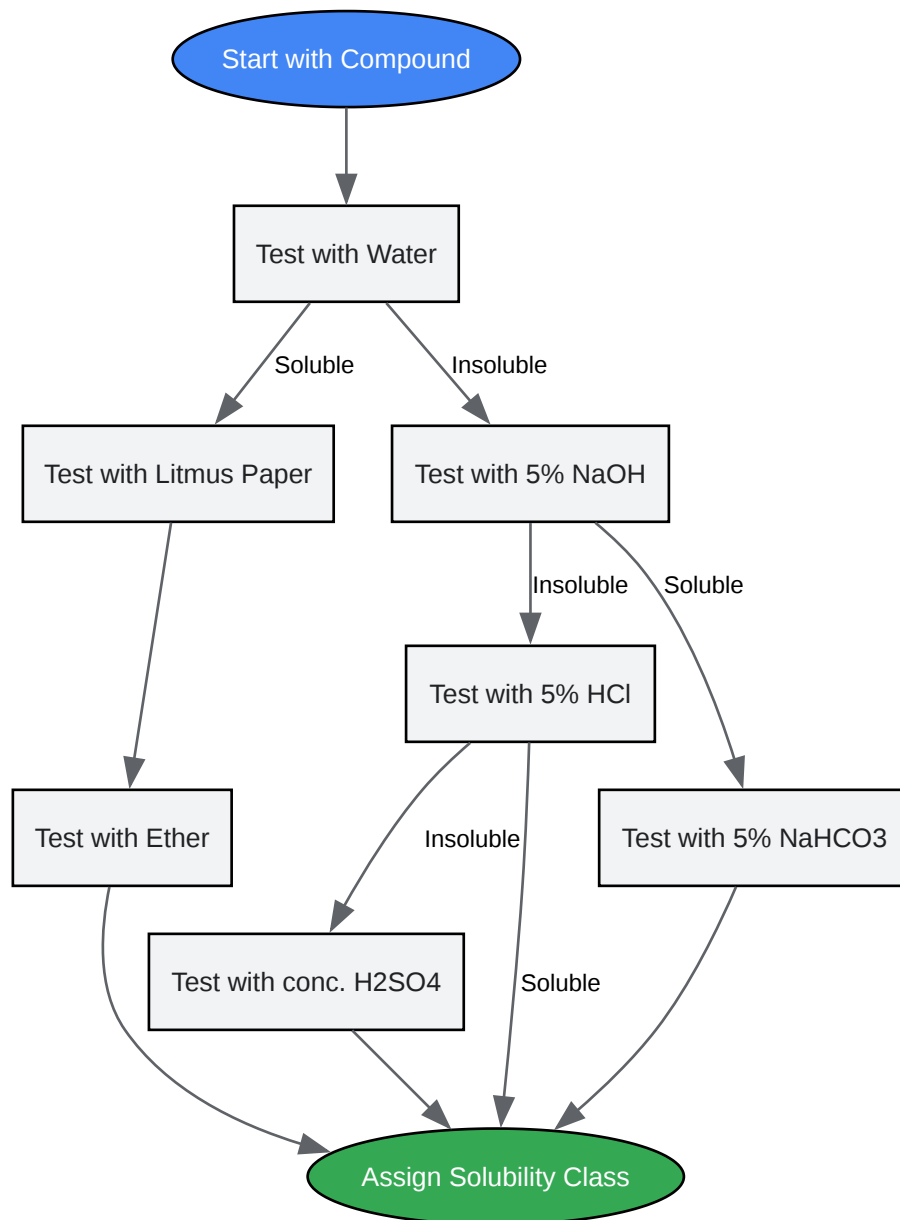 Start with Compound
Test with Water
Soluble
Insoluble
Test with Litmus Paper
Test with 5% NaOH
Insoluble
Soluble
Test with 5% HCl
Test with Ether
Insoluble
Test with 5% NaHCO3
Test with conc. H2SO4
Soluble
Assign Solubility Class